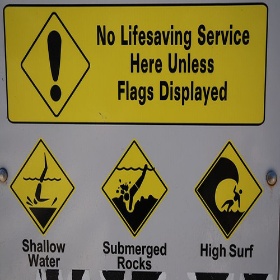 No Lifesaving Service
Here Unless
Flags Displayed
Shallow
Water
Submerged
Rocks
High Surf